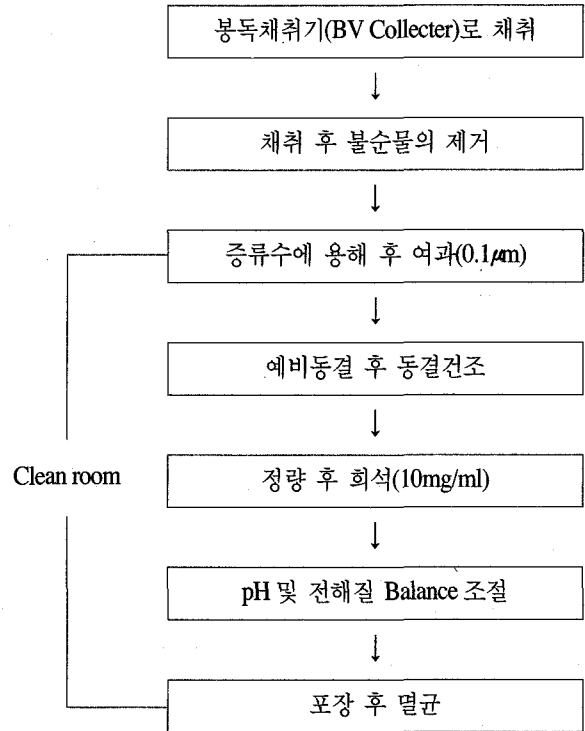 봉독채취기(BV Collecter)로 채취
↓
채취 후 불순물의 제거
↓
증류수에 용해 후 여과(0.1㎛)
↓
예비동결 후 동결건조
↓
Clean room
정량 후 희석(10mg/ml)
↓
pH 및 전해질 Balance 조절
↓
포장 후 멸균